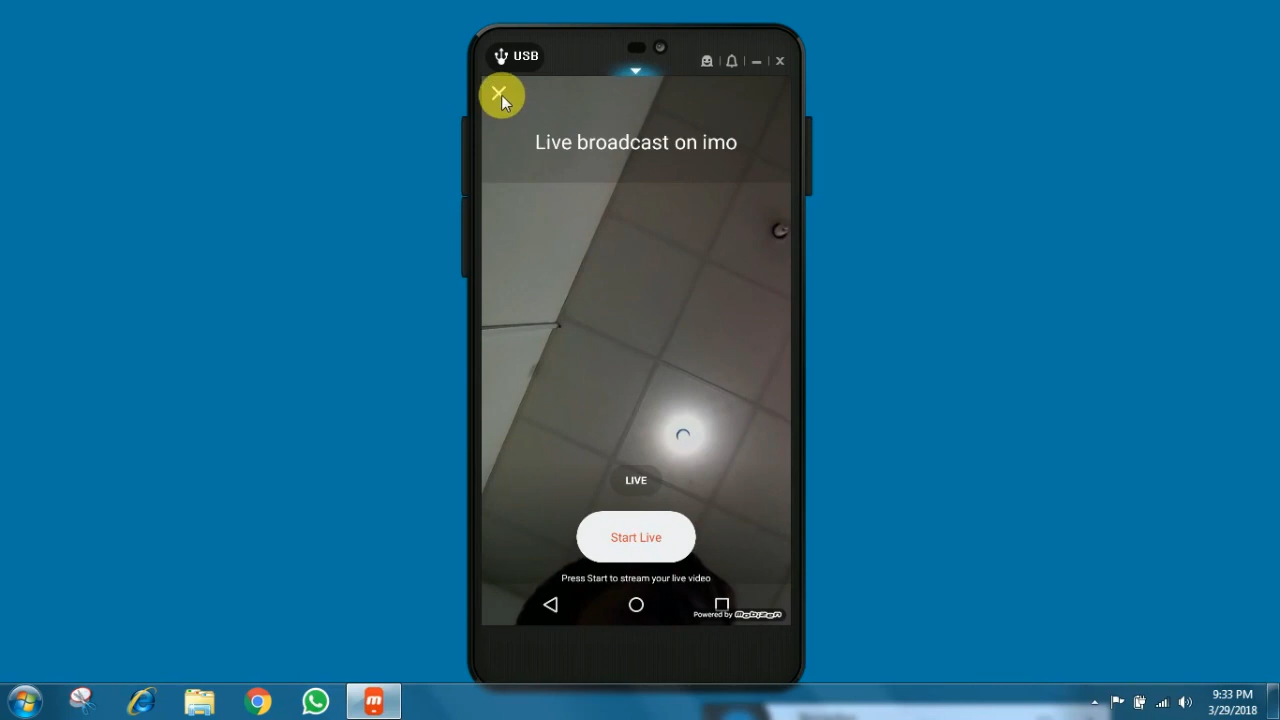 USB
Live broadcast on imo
LIVE
Start Live
Press Start to stream your live video
Powered by Mobizen
9:33 PM
3/29/2018